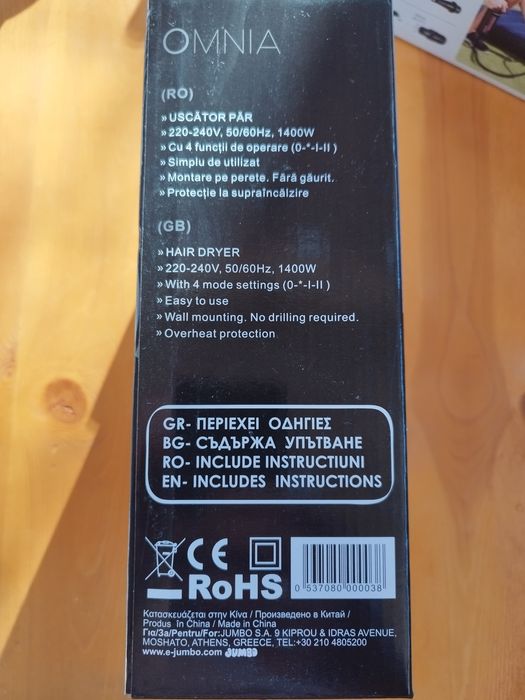 OMNIA
(RO)
» USCĂTOR PĂR
» 220-240V, 50/60Hz, 1400W
» Cu 4 funcții de operare (0-*-I-II )
» Simplu de utilizat
» Montare pe perete. Fără găurit.
» Protecție la supraîncălzire
(GB)
» HAIR DRYER
» 220-240V, 50/60Hz, 1400W
» With 4 mode settings (0-*-I-II )
» Easy to use
» Wall mounting. No drilling required.
» Overheat protection
GR- ΠΕΡΙΕΧΕΙ ΟΔΗΓΙΕΣ
BG- СЪДЪРЖА УПЪТВАНЕ
RO- INCLUDE INSTRUCTIUNI
EN- INCLUDES INSTRUCTIONS
CE
RoHS
0 537080 000038
Κατασκευάζεται στην Κίνα / Произведено в Китай /
Produs în China / Made in China
Για/За/Pentru/For:JUMBO S.A. 9 KIPROU & IDRAS AVENUE,
MOSHATO, ATHENS, GREECE, TEL:+30 210 4805200
www.e-jumbo.com JUMBO